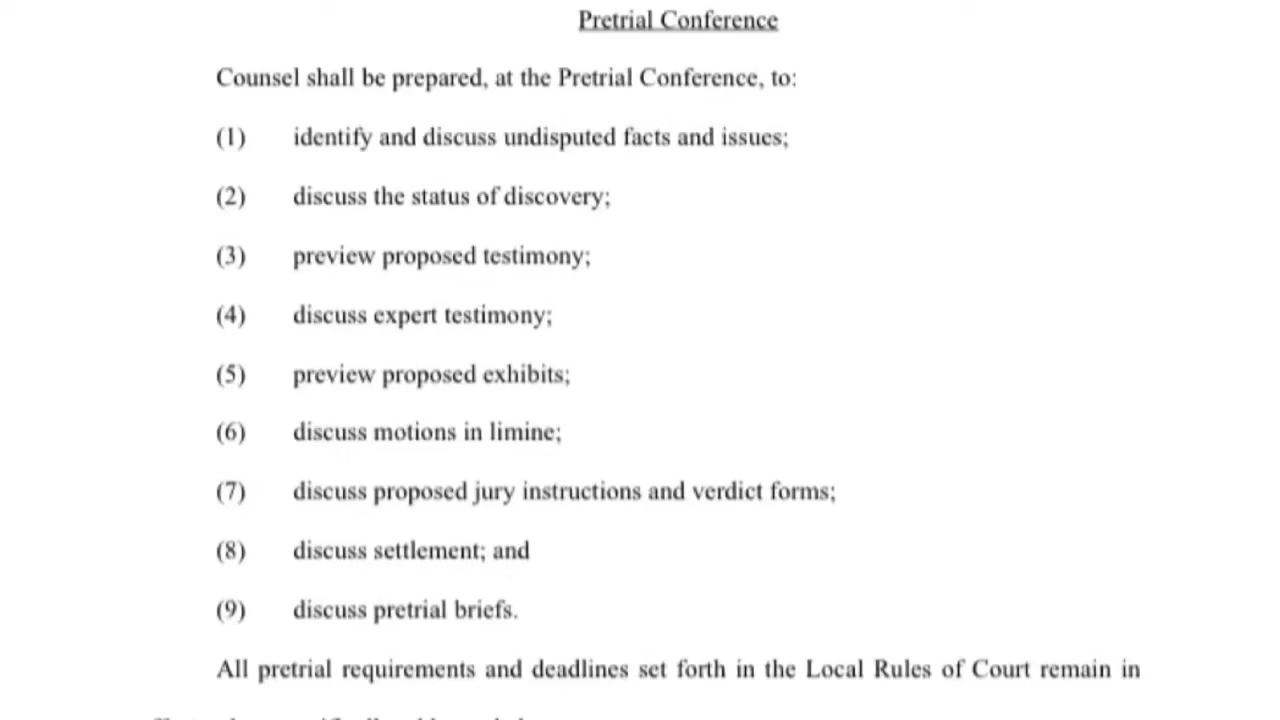 Pretrial Conference
Counsel shall be prepared, at the Pretrial Conference, to:
(1) identify and discuss undisputed facts and issues;
(2) discuss the status of discovery;
(3) preview proposed testimony;
(4) discuss expert testimony;
(5) preview proposed exhibits;
(6) discuss motions in limine;
(7) discuss proposed jury instructions and verdict forms;
(8) discuss settlement; and
(9) discuss pretrial briefs.
All pretrial requirements and deadlines set forth in the Local Rules of Court remain in